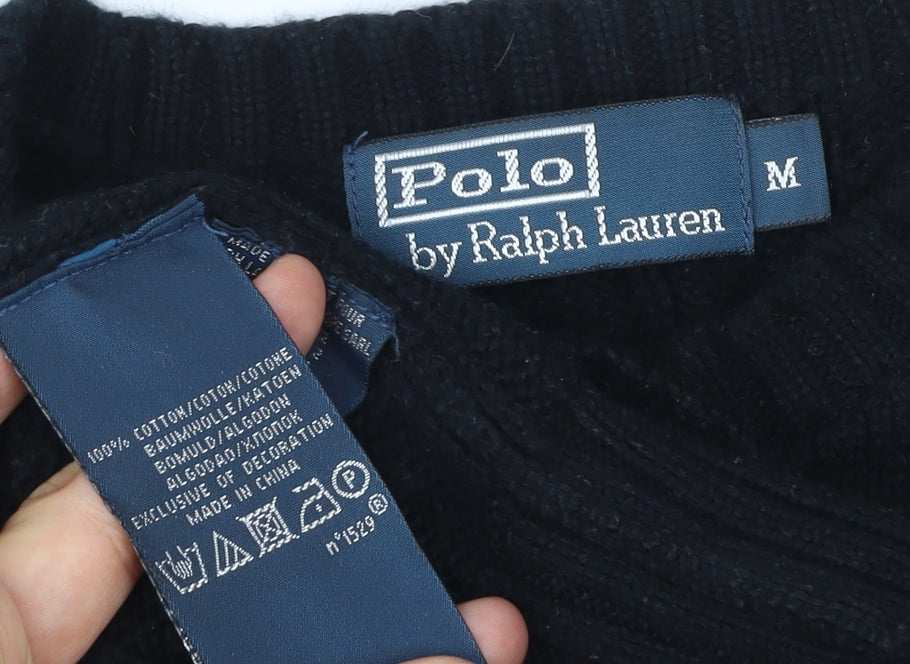 Polo
by Ralph Lauren
M
100% COTTON/COTON/COTONE
BAUMWOLLE/KATOEN
BOMULD/ALGODON
ALGODAO/ХЛОПОК
EXCLUSIVE OF DECORATION
MADE IN CHINA
P
n°1529®